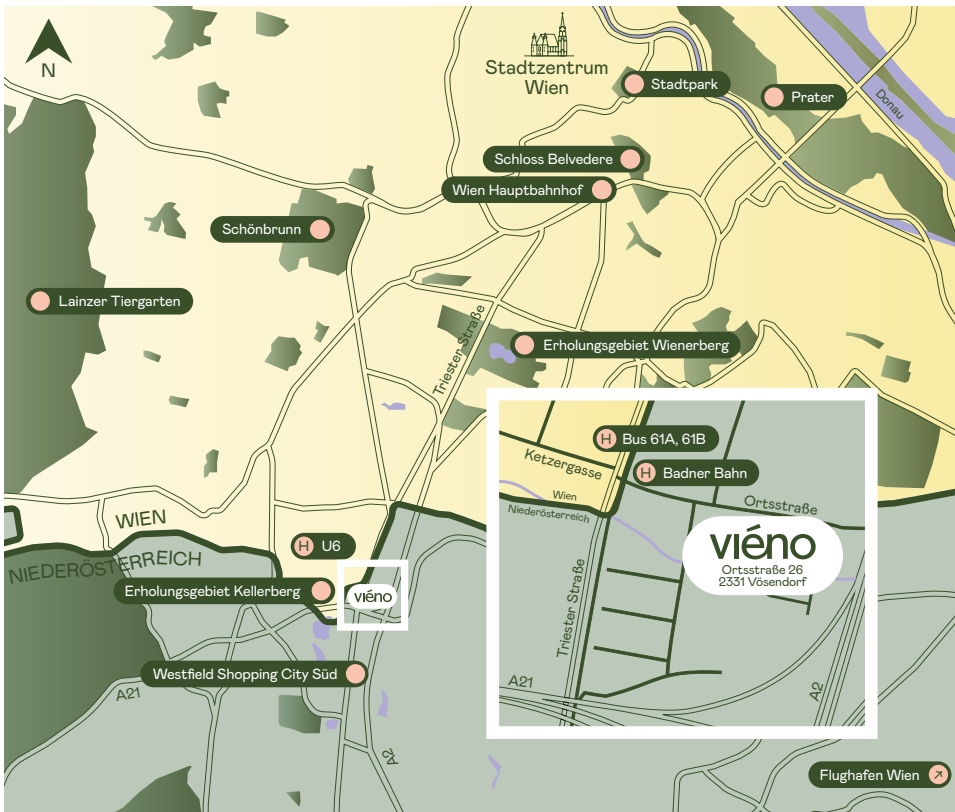 N
Stadtzentrum
Wien
Stadtpark
Prater
Donau
Schloss Belvedere
Wien Hauptbahnhof
Schönbrunn
Lainzer Tiergarten
Triester Straße
Erholungsgebiet Wienerberg
H Bus 61A, 61B
Ketzergasse
H Badner Bahn
Wien
Niederösterreich
Ortsstraße
viéno
Ortsstraße 26
2331 Vösendorf
Triester Straße
A21
A2
WIEN
NIEDERÖSTERREICH
H U6
Erholungsgebiet Kellerberg
viéno
Westfield Shopping City Süd
A21
A2
Flughafen Wien